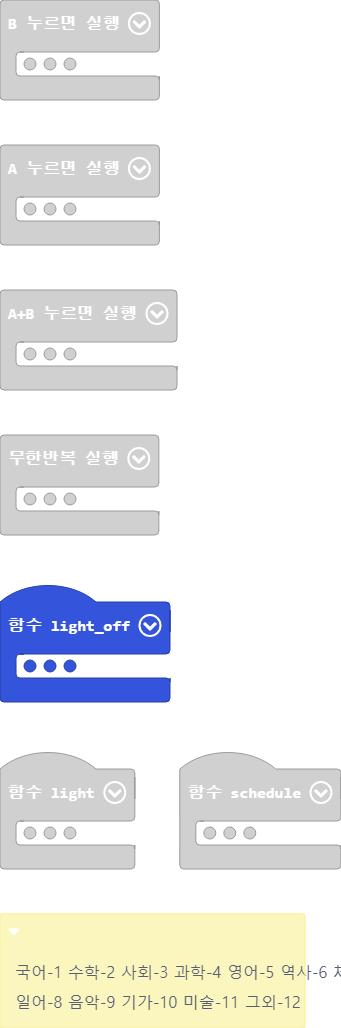 B 누르면 실행
A 누르면 실행
A+B 누르면 실행
무한반복 실행
함수 light_off
함수 light
함수 schedule
국어-1 수학-2 사회-3 과학-4 영어-5 역사-6
일어-8 음악-9 기가-10 미술-11 그외-12